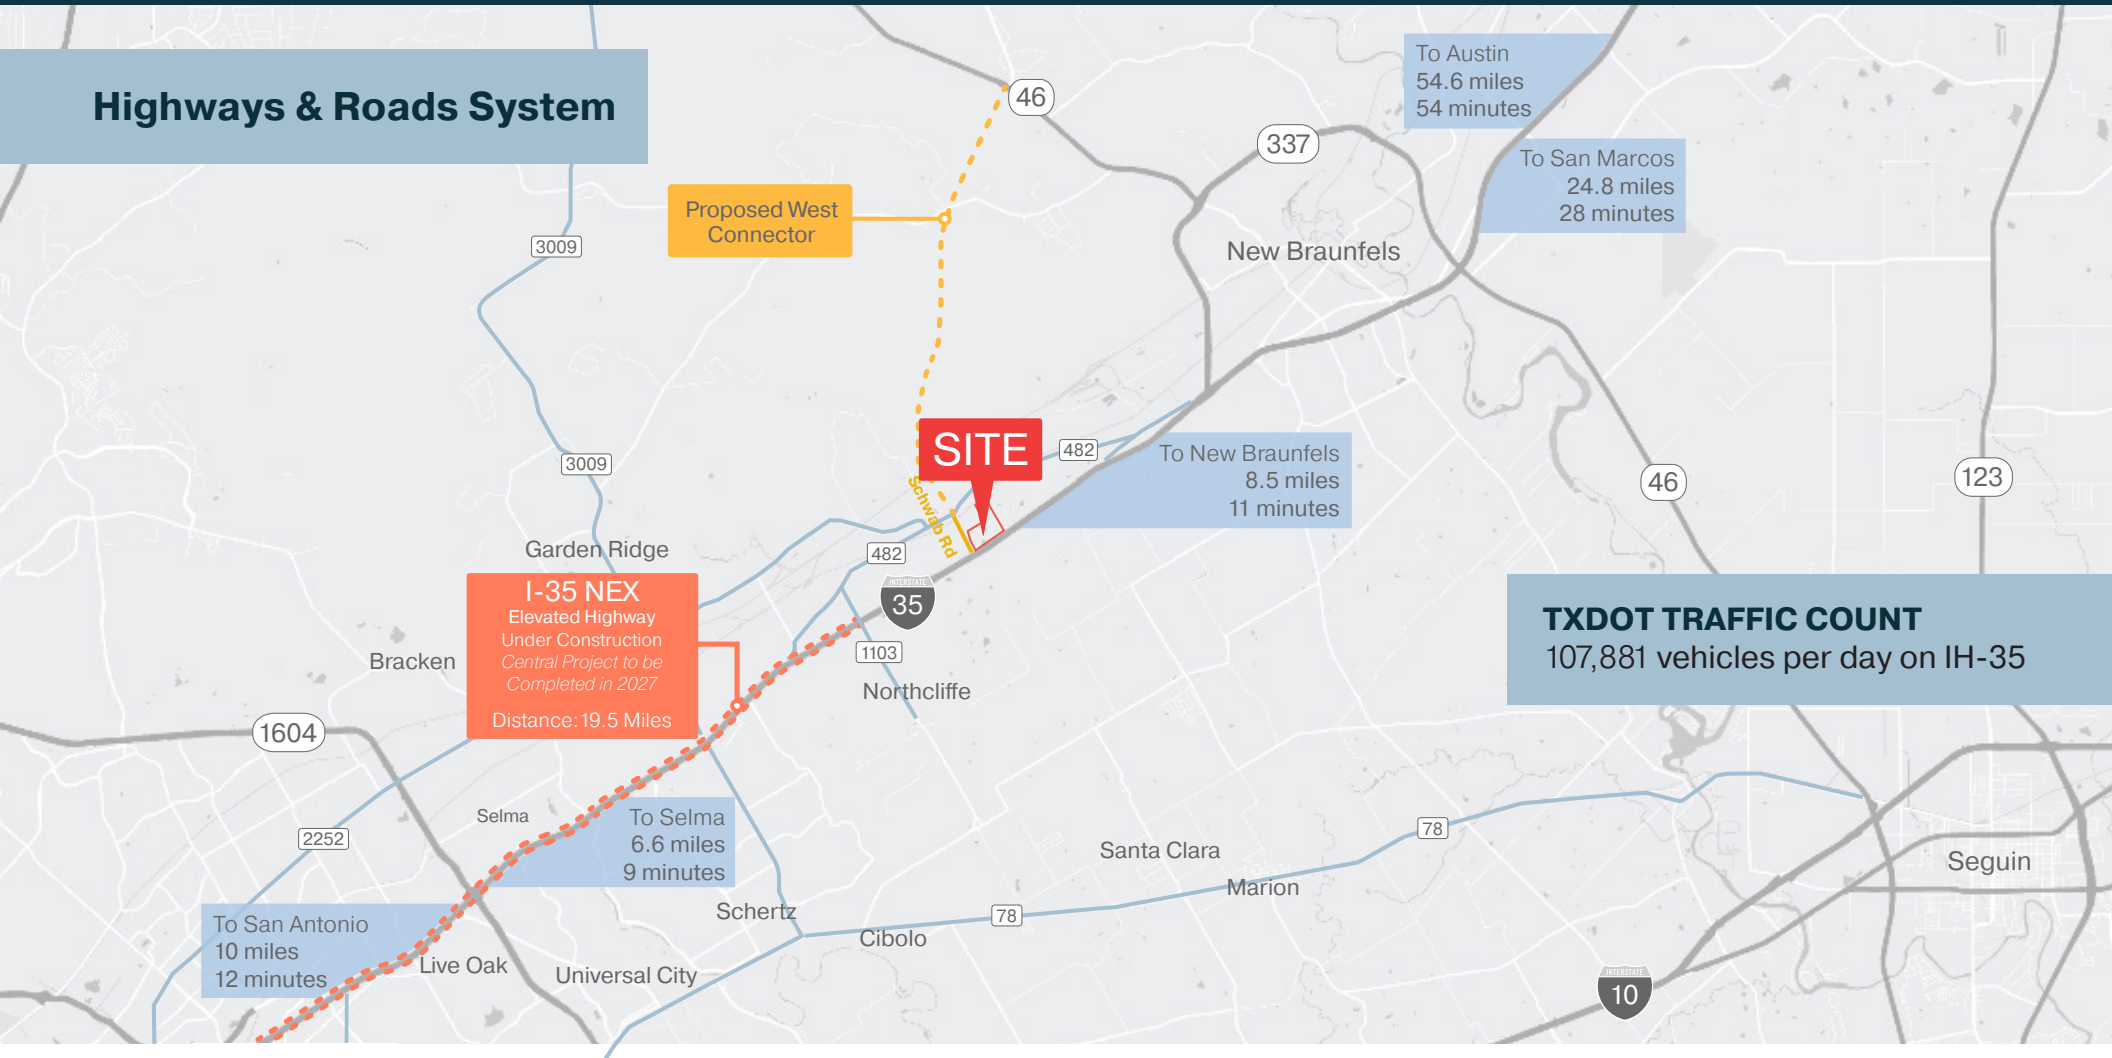 Highways & Roads System
To Austin
54.6 miles
54 minutes
46
337
To San Marcos
24.8 miles
28 minutes
Proposed West
Connector
3009
New Braunfels
SITE
482
To New Braunfels
8.5 miles
11 minutes
3009
46
123
Schwab Rd
Garden Ridge
482
I-35 NEX
Elevated Highway
Under Construction
Central Project to be
Completed in 2027
Distance: 19.5 Miles
INTERSTATE
35
TXDOT TRAFFIC COUNT
107,881 vehicles per day on IH-35
Bracken
1103
Northcliffe
1604
Selma
To Selma
6.6 miles
9 minutes
2252
78
Santa Clara
Marion
Seguin
Schertz
78
Cibolo
To San Antonio
10 miles
12 minutes
Live Oak
Universal City
INTERSTATE
10